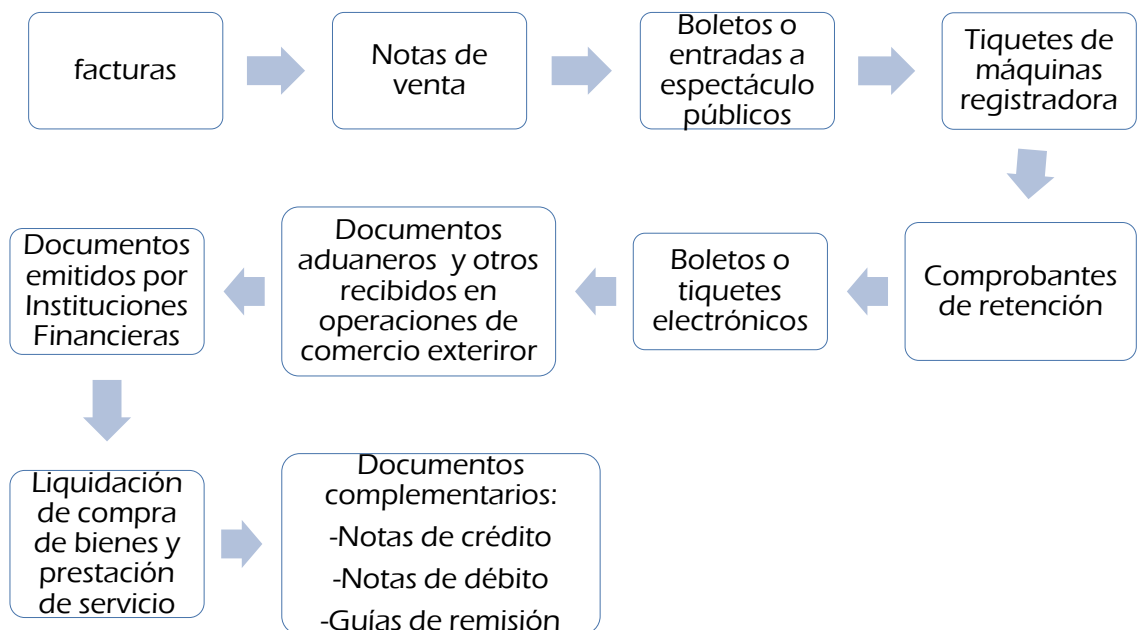 facturas
Notas de
venta
Boletos o
entradas a
espectáculo
públicos
Tiquetes de
máquinas
registradora
Comprobantes
de retención
Boletos o
tiquetes
electrónicos
Documentos
aduaneros y otros
recibidos en
operaciones de
comercio exteriror
Documentos
emitidos por
Instituciones
Financieras
Liquidación
de compra
de bienes y
prestación
de servicio
Documentos
complementarios:
-Notas de crédito
-Notas de débito
-Guías de remisión